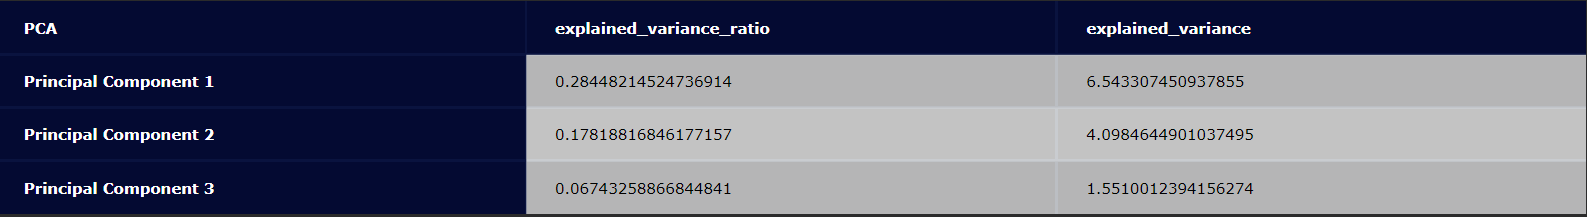 PCA explained_variance_ratio explained_variance
Principal Component 1 0.28448214524736914 6.543307450937855
Principal Component 2 0.17818816846177157 4.0984644901037495
Principal Component 3 0.06743258866844841 1.5510012394156274